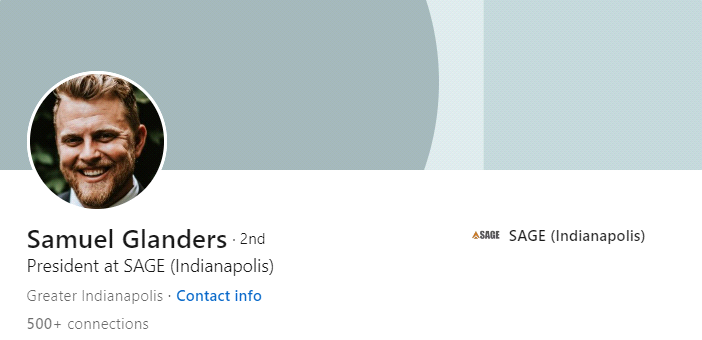 Samuel Glanders · 2nd
President at SAGE (Indianapolis)
Greater Indianapolis · Contact info
500+ connections
SAGE SAGE (Indianapolis)